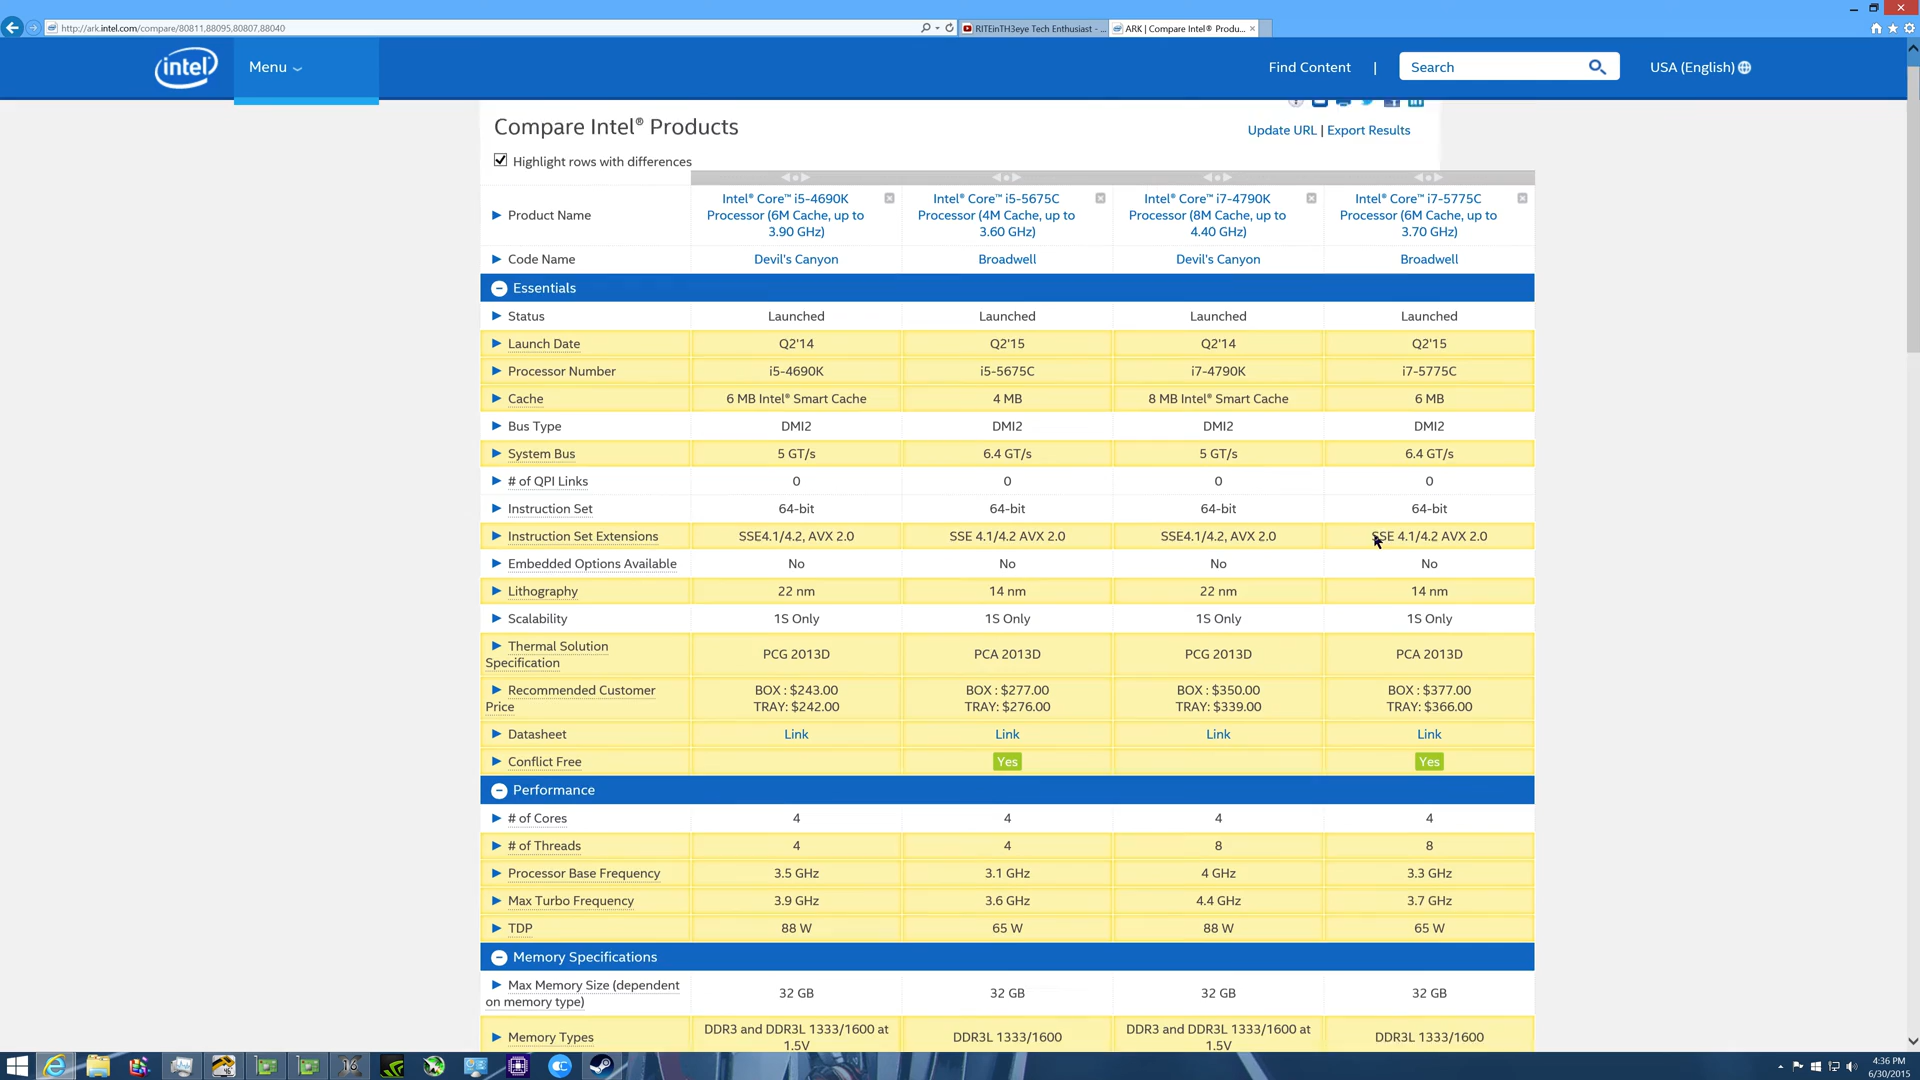 http://ark.intel.com/compare/80811,88095,80807,88040
RITEinTH3eye Tech Enthusiast - ...
ARK | Compare Intel® Produ...
intel
Menu
Find Content | Search USA (English)
Compare Intel® Products
Update URL | Export Results
Highlight rows with differences
Product Name
Intel® Core™ i5-4690K Processor (6M Cache, up to 3.90 GHz)
Intel® Core™ i5-5675C Processor (4M Cache, up to 3.60 GHz)
Intel® Core™ i7-4790K Processor (8M Cache, up to 4.40 GHz)
Intel® Core™ i7-5775C Processor (6M Cache, up to 3.70 GHz)
Code Name Devil's Canyon Broadwell Devil's Canyon Broadwell
Essentials
Status Launched Launched Launched Launched
Launch Date Q2'14 Q2'15 Q2'14 Q2'15
Processor Number i5-4690K i5-5675C i7-4790K i7-5775C
Cache 6 MB Intel® Smart Cache 4 MB 8 MB Intel® Smart Cache 6 MB
Bus Type DMI2 DMI2 DMI2 DMI2
System Bus 5 GT/s 6.4 GT/s 5 GT/s 6.4 GT/s
# of QPI Links 0 0 0 0
Instruction Set 64-bit 64-bit 64-bit 64-bit
Instruction Set Extensions SSE4.1/4.2, AVX 2.0 SSE 4.1/4.2 AVX 2.0 SSE4.1/4.2, AVX 2.0 SSE 4.1/4.2 AVX 2.0
Embedded Options Available No No No No
Lithography 22 nm 14 nm 22 nm 14 nm
Scalability 1S Only 1S Only 1S Only 1S Only
Thermal Solution Specification PCG 2013D PCA 2013D PCG 2013D PCA 2013D
Recommended Customer Price
BOX : $243.00 BOX : $277.00 BOX : $350.00 BOX : $377.00
TRAY: $242.00 TRAY: $276.00 TRAY: $339.00 TRAY: $366.00
Datasheet Link Link Link Link
Conflict Free Yes Yes
Performance
# of Cores 4 4 4 4
# of Threads 4 4 8 8
Processor Base Frequency 3.5 GHz 3.1 GHz 4 GHz 3.3 GHz
Max Turbo Frequency 3.9 GHz 3.6 GHz 4.4 GHz 3.7 GHz
TDP 88 W 65 W 88 W 65 W
Memory Specifications
Max Memory Size (dependent on memory type) 32 GB 32 GB 32 GB 32 GB
Memory Types DDR3 and DDR3L 1333/1600 at 1.5V DDR3L 1333/1600 DDR3 and DDR3L 1333/1600 at 1.5V DDR3L 1333/1600
4:36 PM
6/30/2015